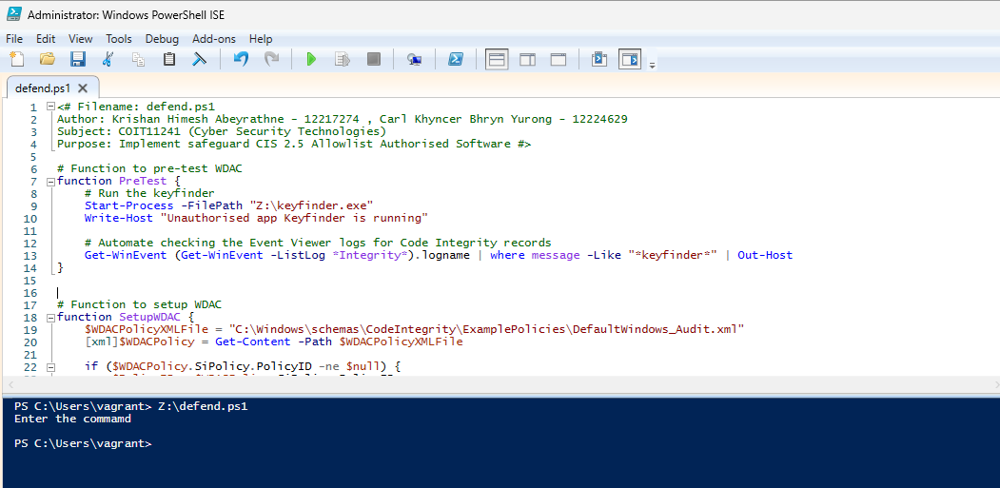 Administrator: Windows PowerShell ISE
File Edit View Tools Debug Add-ons Help
defend.ps1
1 <# Filename: defend.ps1
2 Author: Krishan Himesh Abeyrathne - 12217274 , Carl Khyncer Bhryn Yurong - 12224629
3 Subject: COIT11241 (Cyber Security Technologies)
4 Purpose: Implement safeguard CIS 2.5 Allowlist Authorised Software #>
5
6 # Function to pre-test WDAC
7 function PreTest {
8 # Run the keyfinder
9 Start-Process -FilePath "Z:\keyfinder.exe"
10 Write-Host "Unauthorised app Keyfinder is running"
11
12 # Automate checking the Event Viewer logs for Code Integrity records
13 Get-WinEvent (Get-WinEvent -ListLog *Integrity*).logname | where message -Like "*keyfinder*" | Out-Host
14 }
15
16
17 # Function to setup WDAC
18 function SetupWDAC {
19 $WDACPolicyXMLFile = "C:\Windows\schemas\CodeIntegrity\ExamplePolicies\DefaultWindows_Audit.xml"
20 [xml]$WDACPolicy = Get-Content -Path $WDACPolicyXMLFile
21
22 if ($WDACPolicy.SiPolicy.PolicyID -ne $null) {
PS C:\Users\vagrant> Z:\defend.ps1
Enter the commamd
PS C:\Users\vagrant>